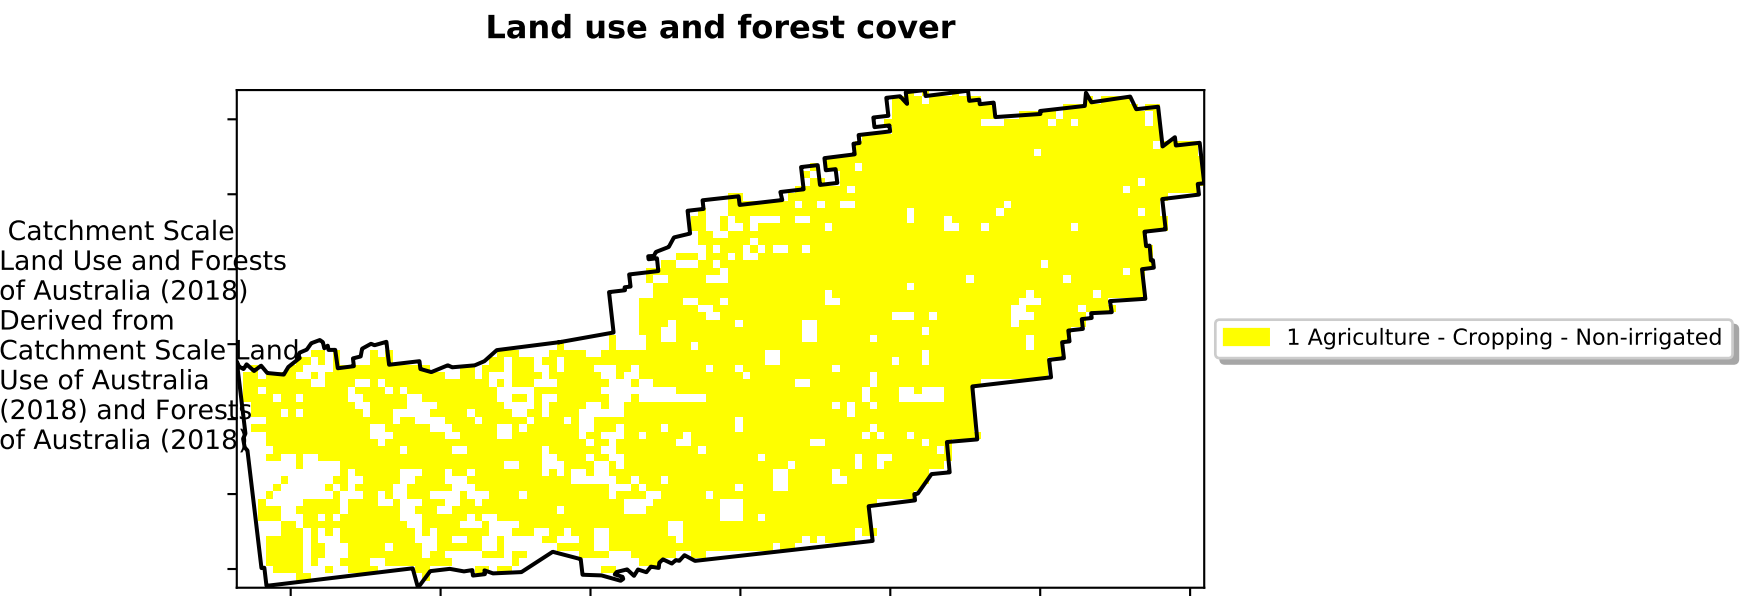 Land use and forest cover
Catchment Scale
Land Use and Forests
of Australia (2018)
Derived from
Catchment Scale Land
Use of Australia
(2018) and Forests
of Australia (2018)
1 Agriculture - Cropping - Non-irrigated